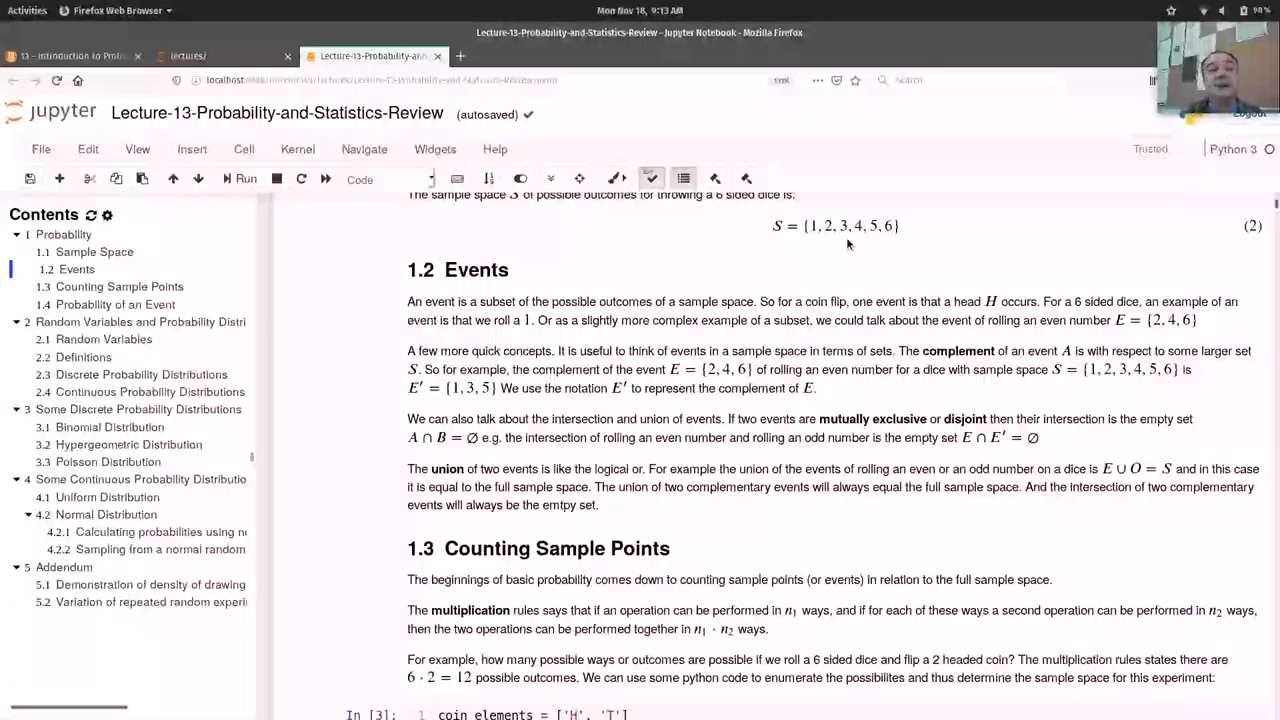 Activities Firefox Web Browser Mon Nov 18, 9:13 AM 98%
Lecture-13-Probability-and-Statistics-Review – Jupyter Notebook - Mozilla Firefox
13 - Introduction to Probab lectures/ Lecture-13-Probability-an
Search
jupyter Lecture-13-Probability-and-Statistics-Review (autosaved) Logout
File Edit View Insert Cell Kernel Navigate Widgets Help Trusted Python 3
Run Code
Contents
1 Probability
1.1 Sample Space
1.2 Events
1.3 Counting Sample Points
1.4 Probability of an Event
2 Random Variables and Probability Distri
2.1 Random Variables
2.2 Definitions
2.3 Discrete Probability Distributions
2.4 Continuous Probability Distributions
3 Some Discrete Probability Distributions
3.1 Binomial Distribution
3.2 Hypergeometric Distribution
3.3 Poisson Distribution
4 Some Continuous Probability Distributio
4.1 Uniform Distribution
4.2 Normal Distribution
4.2.1 Calculating probabilities using n
4.2.2 Sampling from a normal random
5 Addendum
5.1 Demonstration of density of drawing
5.2 Variation of repeated random experi
The sample space S of possible outcomes for throwing a 6 sided dice is:
S = {1, 2, 3, 4, 5, 6} (2)
1.2 Events
An event is a subset of the possible outcomes of a sample space. So for a coin flip, one event is that a head H occurs. For a 6 sided dice, an example of an
event is that we roll a 1. Or as a slightly more complex example of a subset, we could talk about the event of rolling an even number E = {2, 4, 6}
A few more quick concepts. It is useful to think of events in a sample space in terms of sets. The complement of an event A is with respect to some larger set
S. So for example, the complement of the event E = {2, 4, 6} of rolling an even number for a dice with sample space S = {1, 2, 3, 4, 5, 6} is
E′ = {1, 3, 5} We use the notation E′ to represent the complement of E.
We can also talk about the intersection and union of events. If two events are mutually exclusive or disjoint then their intersection is the empty set
A ∩ B = ∅ e.g. the intersection of rolling an even number and rolling an odd number is the empty set E ∩ E′ = ∅
The union of two events is like the logical or. For example the union of the events of rolling an even or an odd number on a dice is E ∪ O = S and in this case
it is equal to the full sample space. The union of two complementary events will always equal the full sample space. And the intersection of two complementary
events will always be the emtpy set.
1.3 Counting Sample Points
The beginnings of basic probability comes down to counting sample points (or events) in relation to the full sample space.
The multiplication rules says that if an operation can be performed in n₁ ways, and if for each of these ways a second operation can be performed in n₂ ways,
then the two operations can be performed together in n₁ · n₂ ways.
For example, how many possible ways or outcomes are possible if we roll a 6 sided dice and flip a 2 headed coin? The multiplication rules states there are
6 · 2 = 12 possible outcomes. We can use some python code to enumerate the possibilites and thus determine the sample space for this experiment:
In [3]: 1 coin_elements = ['H', 'T']